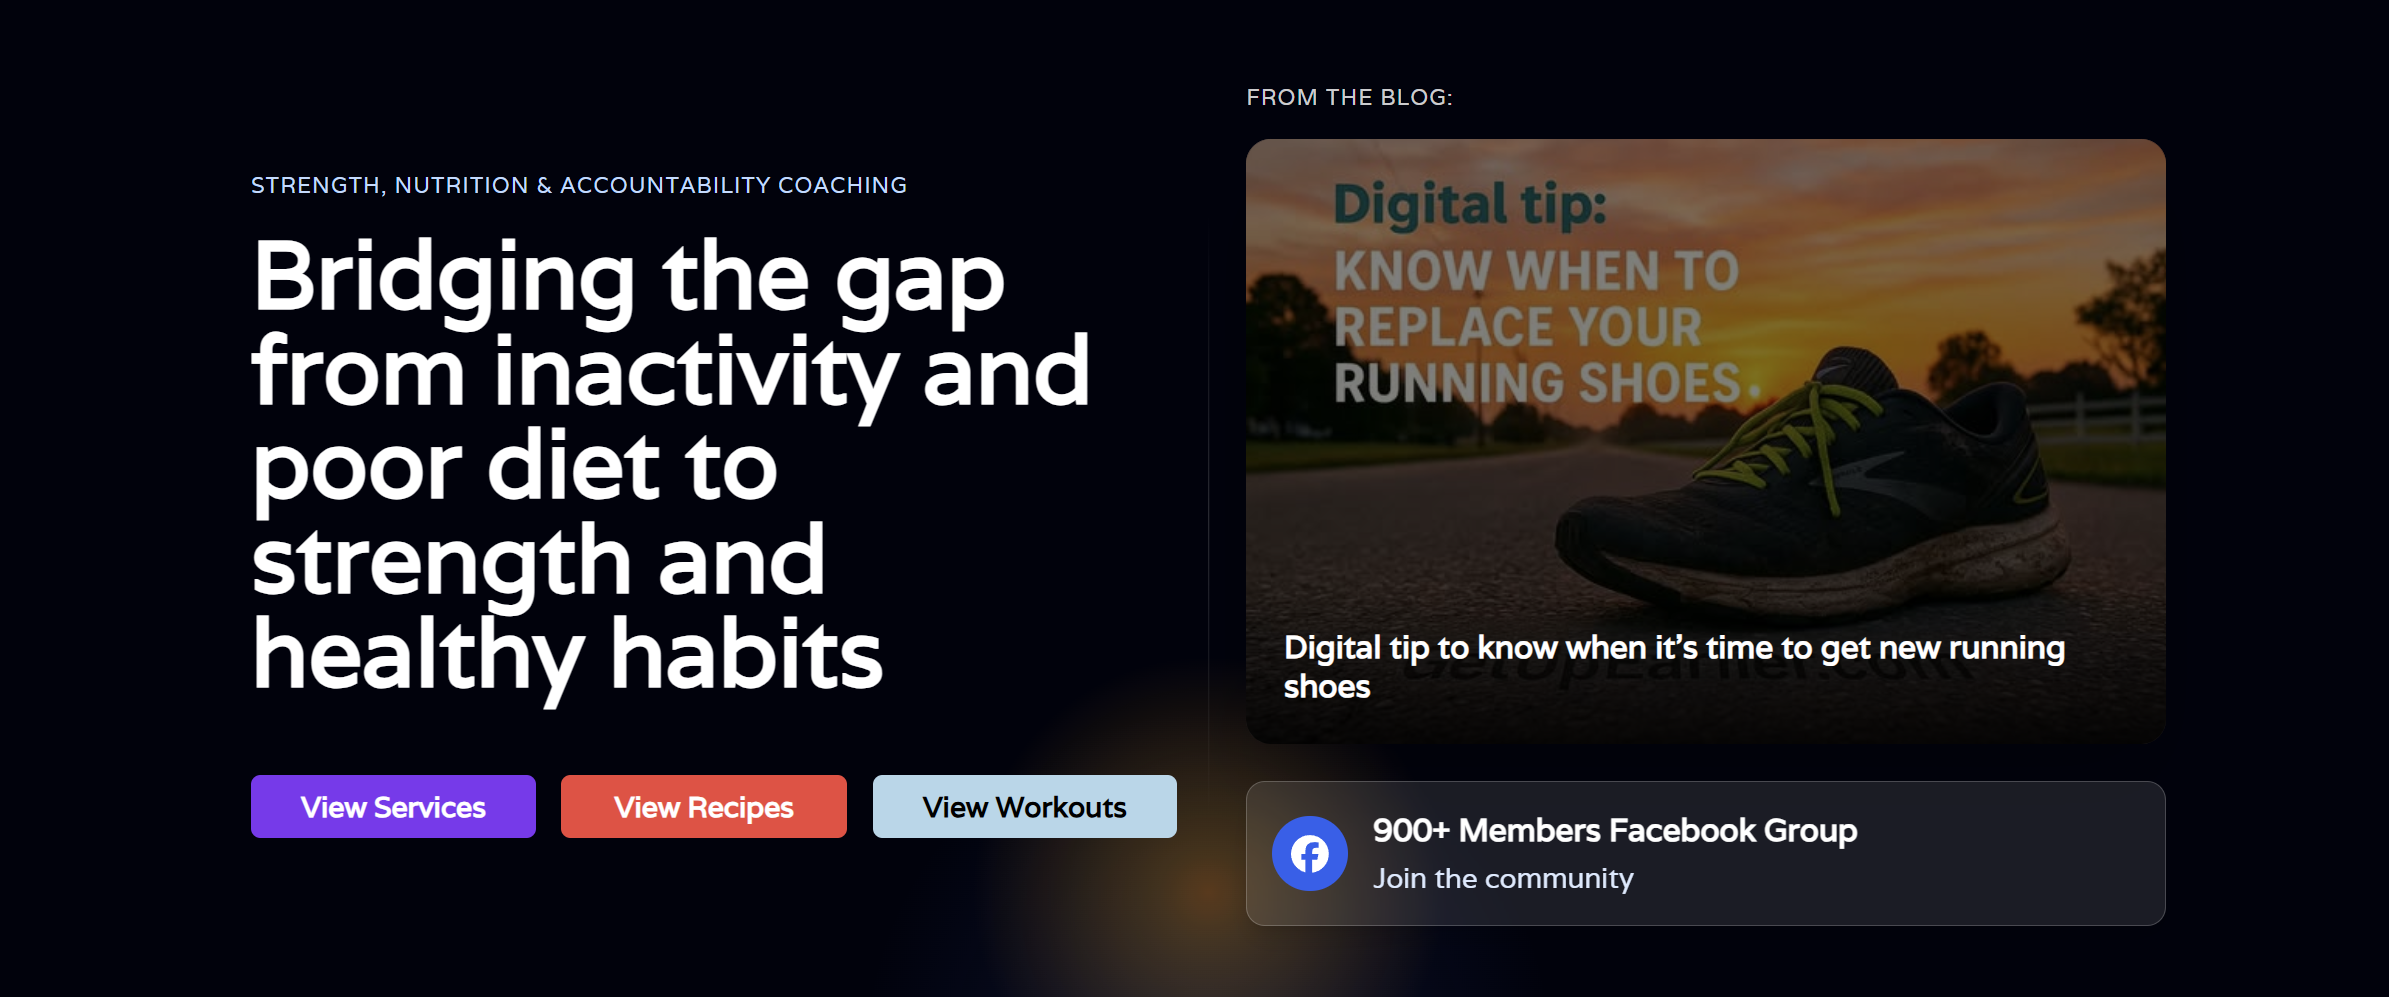 STRENGTH, NUTRITION & ACCOUNTABILITY COACHING
Bridging the gap
from inactivity and
poor diet to
strength and
healthy habits
View Services
View Recipes
View Workouts
FROM THE BLOG:
Digital tip:
KNOW WHEN TO
REPLACE YOUR
RUNNING SHOES.
Digital tip to know when it’s time to get new running
shoes
GetUpEarlier.com
900+ Members Facebook Group
Join the community